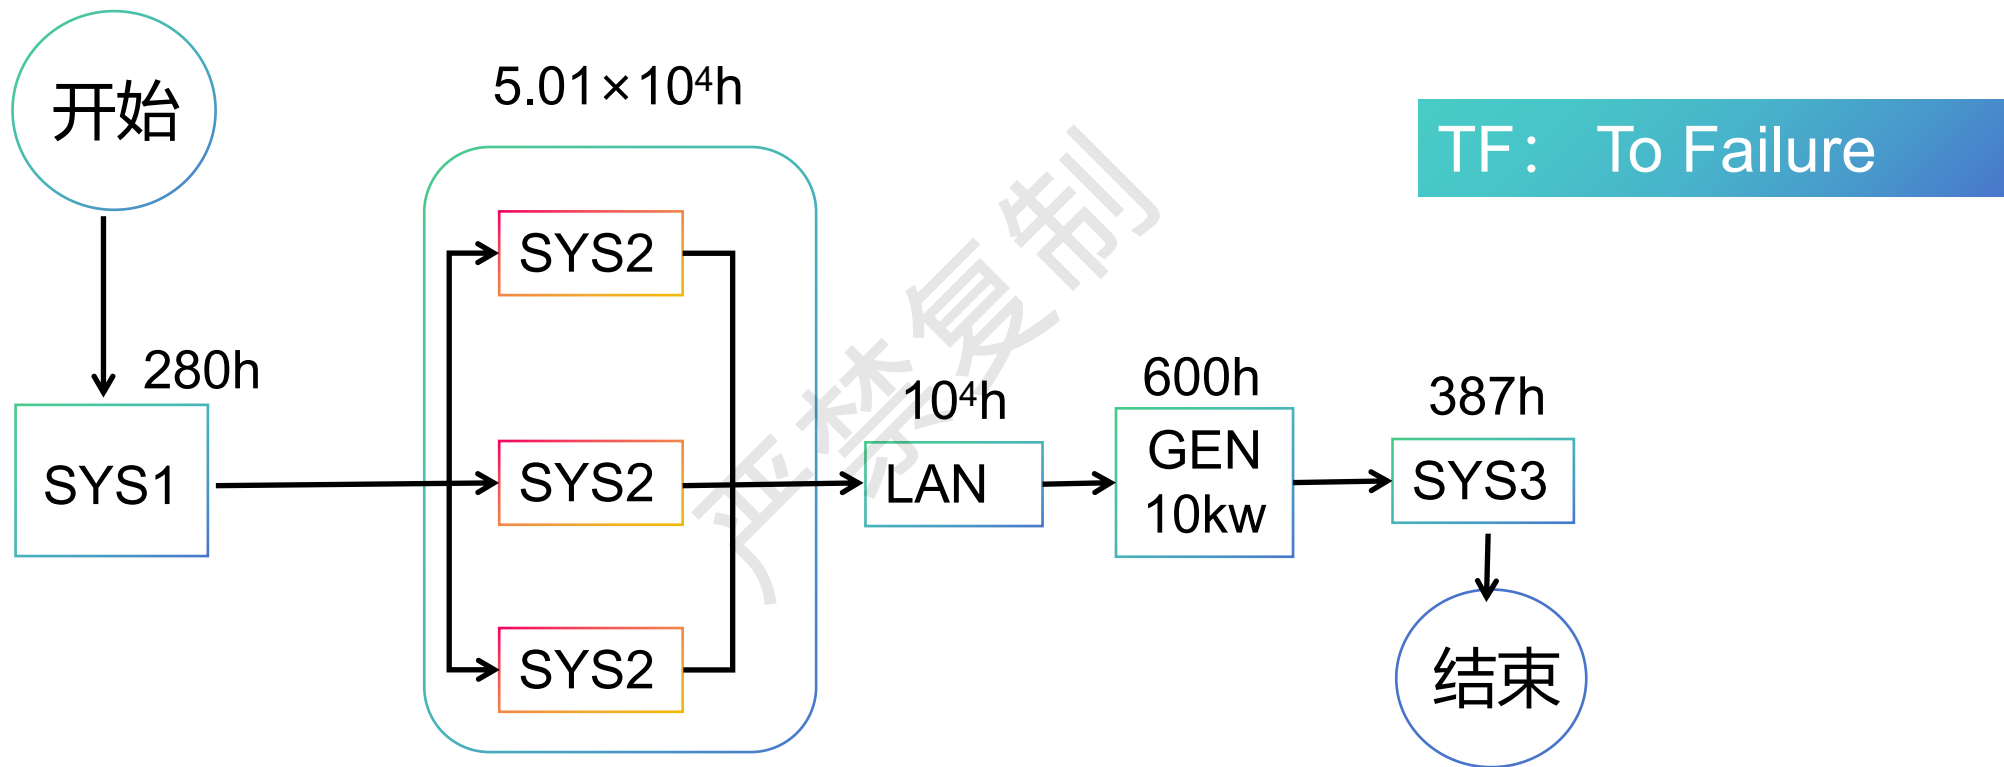 开始
5.01×10⁴h
TF： To Failure
SYS2
280h
SYS1
SYS2
10⁴h
LAN
600h
GEN
10kw
387h
SYS3
SYS2
结束
严禁复制